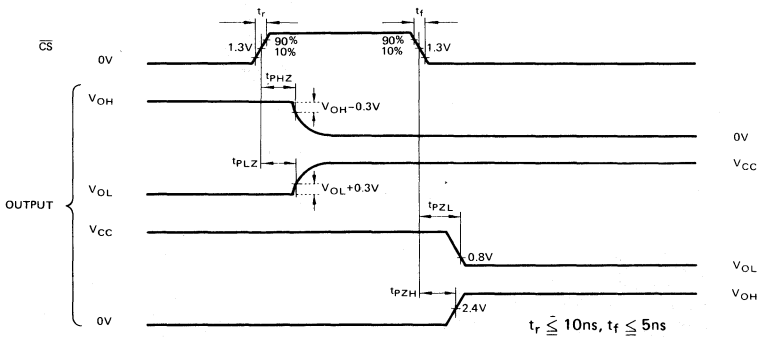 tr
tf
C̅S̅
1.3V
90%
10%
90%
10%
1.3V
0V
tPHZ
VOH
VOH−0.3V
0V
tPLZ
VCC
VOL
VOL+0.3V
OUTPUT
VCC
tPZL
0.8V
VOL
VOH
tPZH
2.4V
0V
tr ≦ 10ns, tf ≦ 5ns